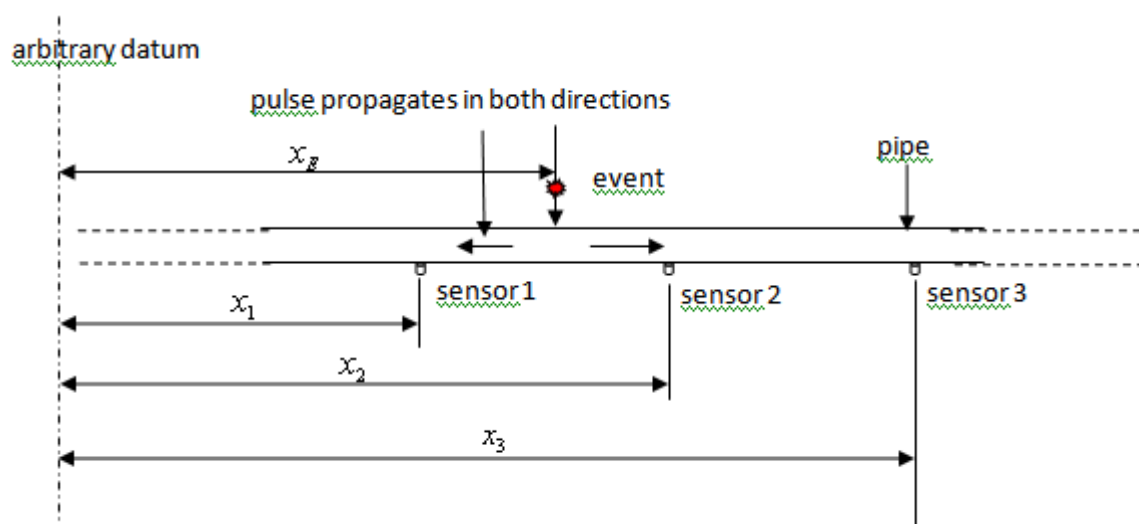 arbitrary datum
pulse propagates in both directions
x_E
event
pipe
sensor 1
sensor 2
sensor 3
x_1
x_2
x_3